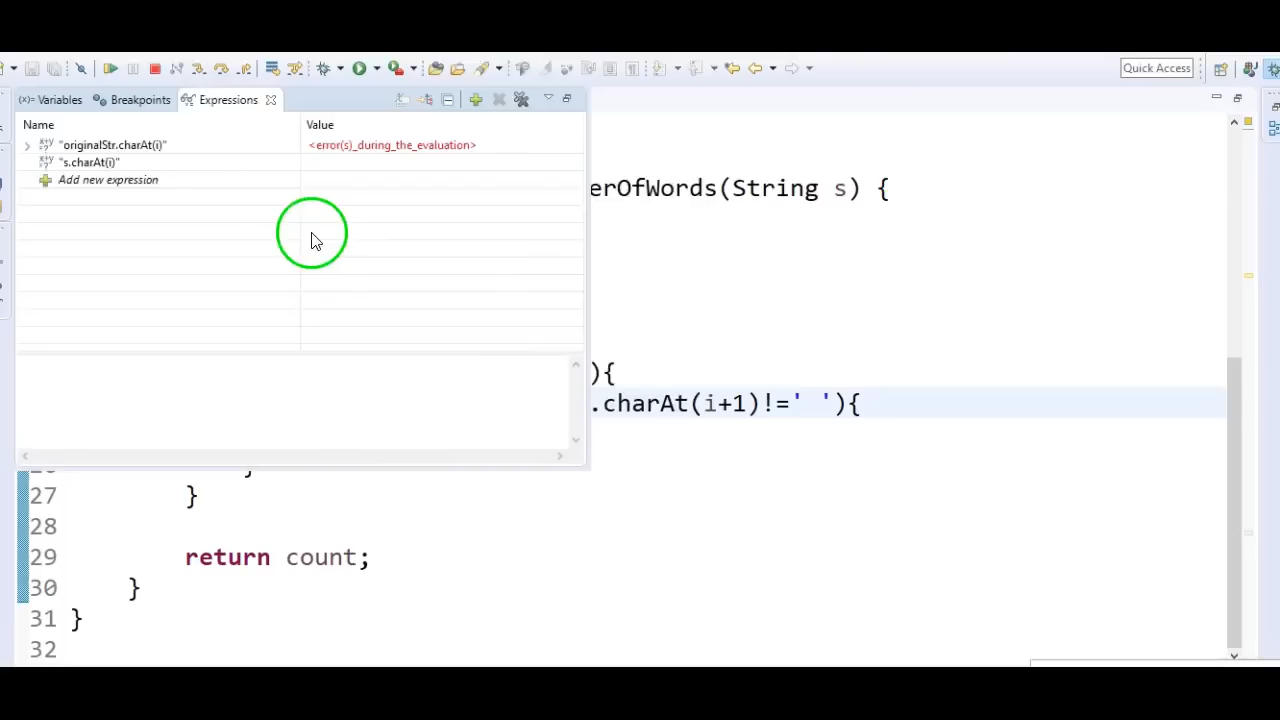 Quick Access
(x)= Variables Breakpoints Expressions
Name Value
"originalStr.charAt(i)" <error(s)_during_the_evaluation>
"s.charAt(i)"
Add new expression
erOfWords(String s) {
){
.charAt(i+1)!=' '){
}
27 }
28
29 return count;
30 }
31 }
32